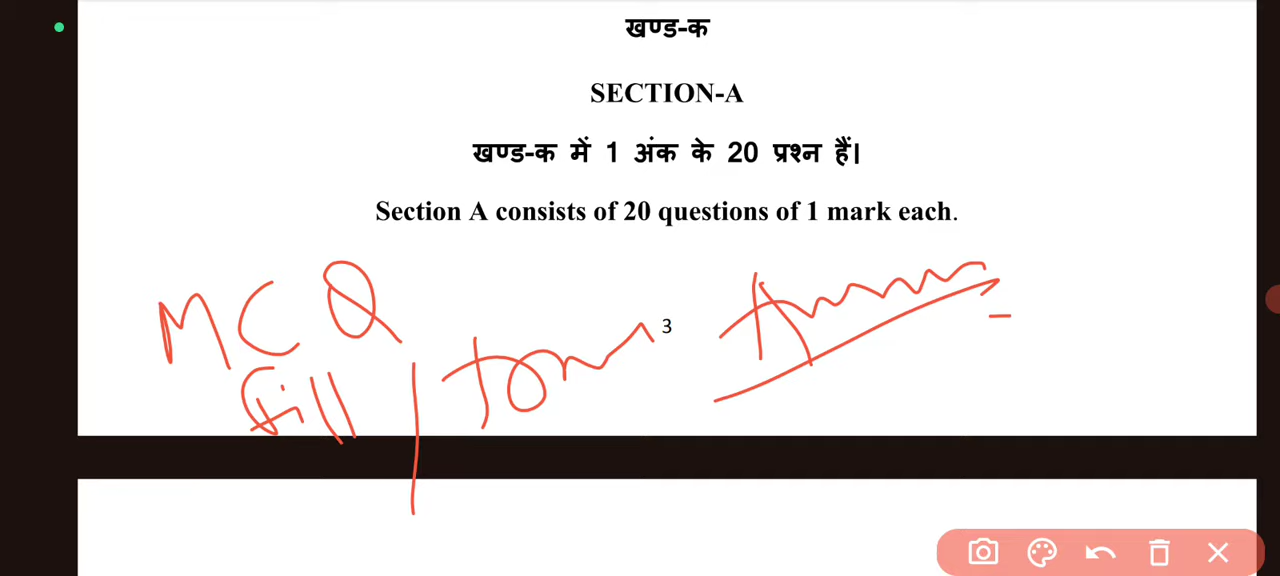 खण्ड-क
SECTION-A
खण्ड-क में 1 अंक के 20 प्रश्न हैं।
Section A consists of 20 questions of 1 mark each.
MCQ
3
fill /